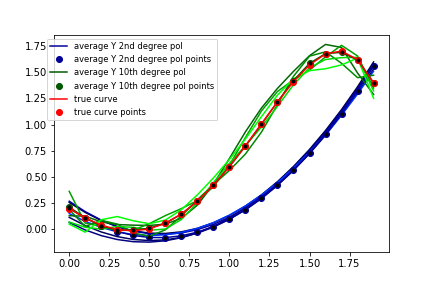 1.75
1.50
1.25
1.00
0.75
0.50
0.25
0.00
average Y 2nd degree pol
average Y 2nd degree pol points
average Y 10th degree pol
average Y 10th degree pol points
true curve
true curve points
0.00 0.25 0.50 0.75 1.00 1.25 1.50 1.75